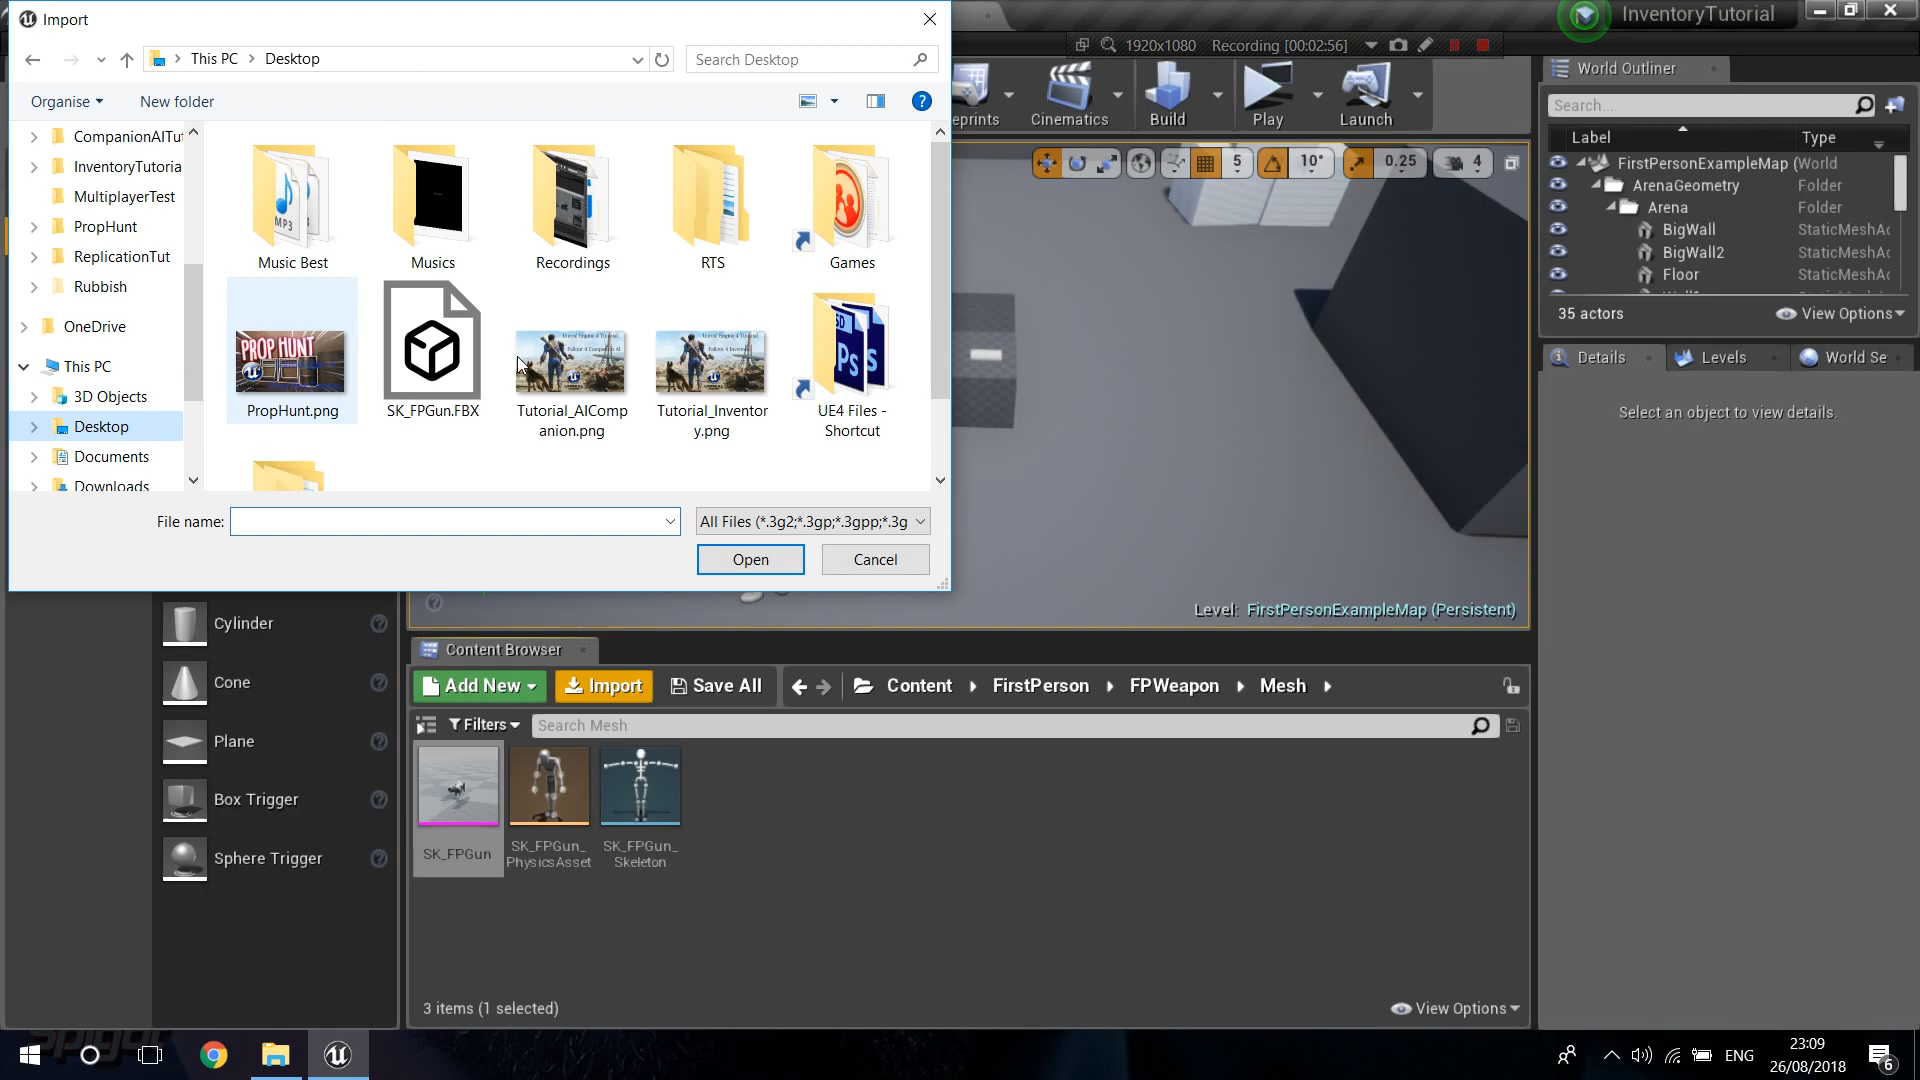 Import
This PC
Desktop
Search Desktop
Organise
New folder
CompanionAITut
InventoryTutoria
MultiplayerTest
PropHunt
ReplicationTut
Rubbish
OneDrive
This PC
3D Objects
Desktop
Documents
Downloads
MP3
Music Best
Musics
Recordings
RTS
Games
PROP HUNT
PropHunt.png
SK_FPGun.FBX
Tutorial_AIComp
anion.png
Tutorial_Inventor
y.png
UE4 Files -
Shortcut
File name:
All Files (*.3g2;*.3gp;*.3gpp;*.3g
Open
Cancel
InventoryTutorial
1920x1080
Recording [00:02:56]
eprints
Cinematics
Build
Play
Launch
5
10°
0.25
4
Level: FirstPersonExampleMap (Persistent)
World Outliner
Search...
Label
Type
FirstPersonExampleMap (World
ArenaGeometry
Folder
Arena
Folder
BigWall
StaticMeshAc
BigWall2
StaticMeshAc
Floor
StaticMeshAc
35 actors
View Options
Details
Levels
World Se
Select an object to view details.
Cylinder
Cone
Plane
Box Trigger
Sphere Trigger
Content Browser
Add New
Import
Save All
Content
FirstPerson
FPWeapon
Mesh
Filters
Search Mesh
SK_FPGun
SK_FPGun_
PhysicsAsset
SK_FPGun_
Skeleton
3 items (1 selected)
View Options
ENG
23:09
26/08/2018
6